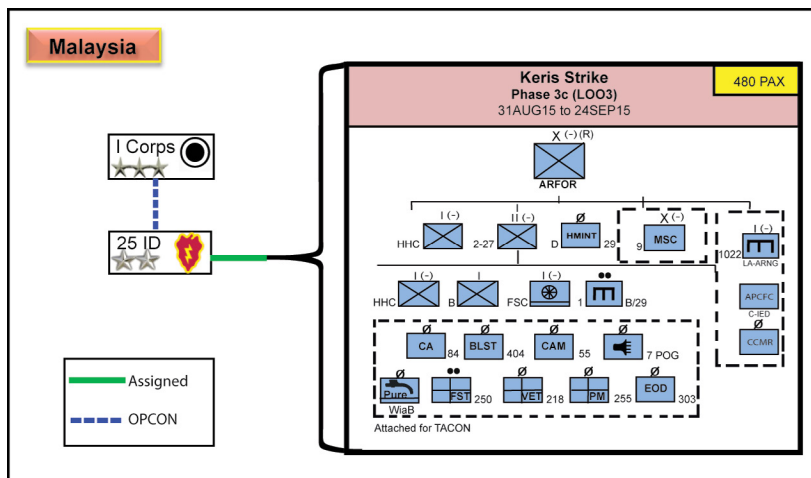 Malaysia
Keris Strike
Phase 3c (LOO3)
31AUG15 to 24SEP15
480 PAX
I Corps
25 ID
X (-) (R)
ARFOR
I (-)
HHC
II (-)
2-27
Ø
D HMINT 29
X (-)
9 MSC
I (-)
1022
LA-ARNG
APCFC
C-IED
Ø
CCMR
I (-)
HHC
I
B
I (-)
FSC
1 B/29
Ø Ø Ø Ø
CA 84 BLST 404 CAM 55 7 POG
Ø Ø Ø Ø
Pure FST 250 VET 218 PM 255 EOD 303
WiaB
Attached for TACON
Assigned
OPCON